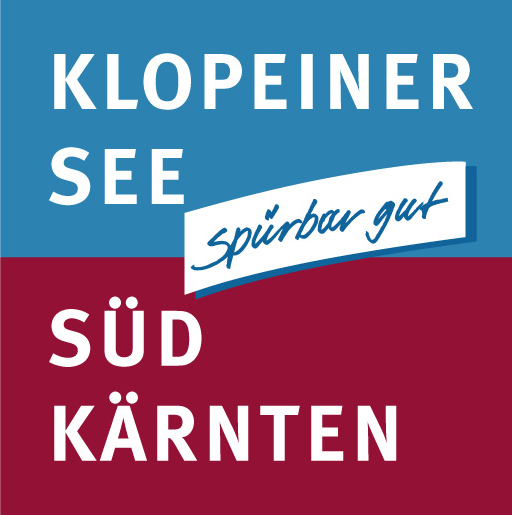 KLOPEINER
SEE
spürbar gut
SÜD
KÄRNTEN